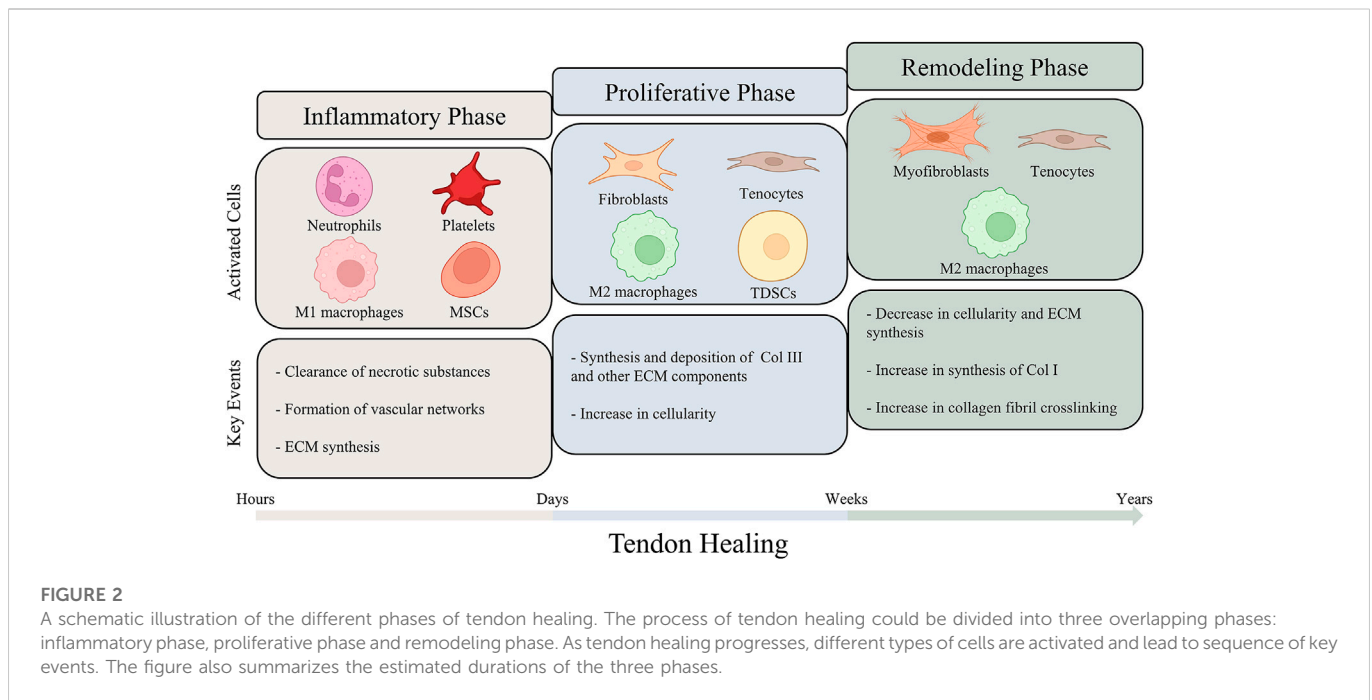 Inflammatory Phase
Proliferative Phase
Remodeling Phase
Activated Cells
Neutrophils
Platelets
M1 macrophages
MSCs
Fibroblasts
Tenocytes
M2 macrophages
TDSCs
Myofibroblasts
Tenocytes
M2 macrophages
Key Events
- Clearance of necrotic substances
- Formation of vascular networks
- ECM synthesis
- Synthesis and deposition of Col III
and other ECM components
- Increase in cellularity
- Decrease in cellularity and ECM
synthesis
- Increase in synthesis of Col I
- Increase in collagen fibril crosslinking
Hours
Days
Weeks
Years
Tendon Healing
FIGURE 2
A schematic illustration of the different phases of tendon healing. The process of tendon healing could be divided into three overlapping phases:
inflammatory phase, proliferative phase and remodeling phase. As tendon healing progresses, different types of cells are activated and lead to sequence of key
events. The figure also summarizes the estimated durations of the three phases.